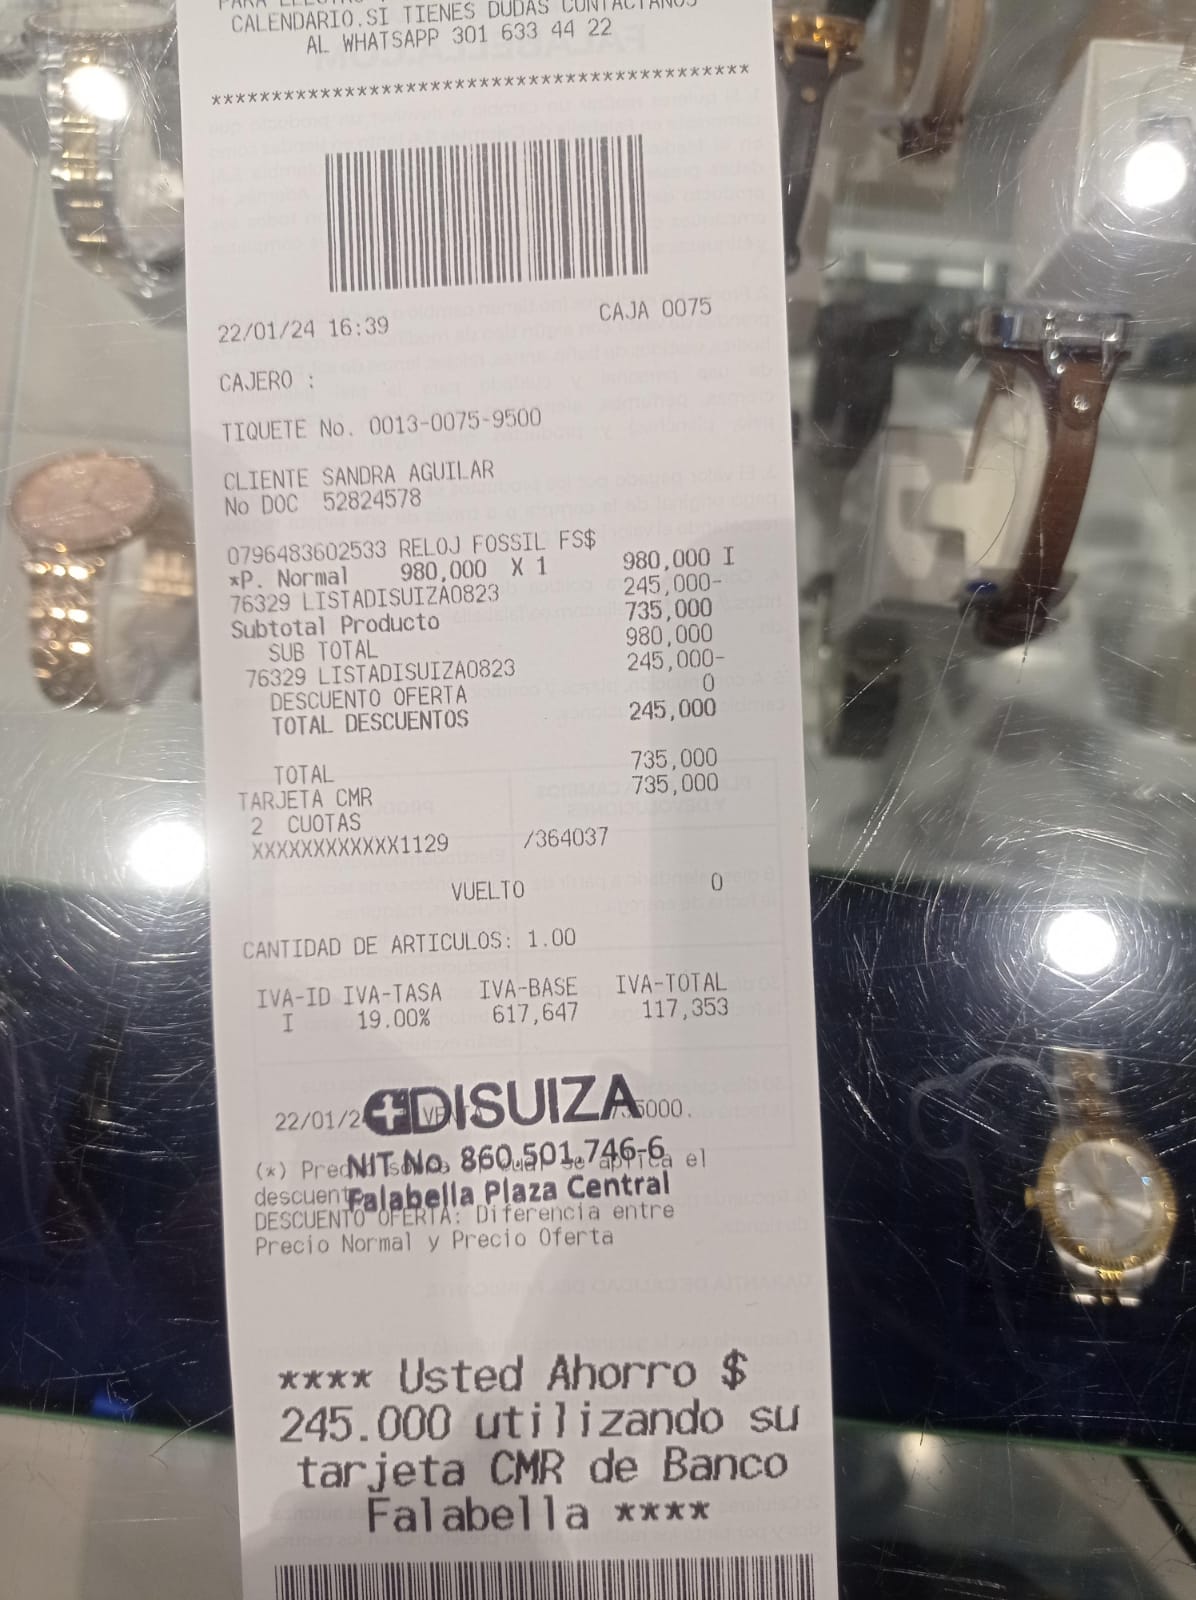 CALENDARIO.SI TIENES DUDAS CONTACTANOS
AL WHATSAPP 301 633 44 22
********************************************
22/01/24 16:39 CAJA 0075
CAJERO :
TIQUETE No. 0013-0075-9500
CLIENTE SANDRA AGUILAR
No DOC 52824578
0796483602533 RELOJ FOSSIL FS$
*P. Normal 980,000 X 1 980,000 I
76329 LISTADISUIZA0823 245,000-
Subtotal Producto 735,000
SUB TOTAL 980,000
76329 LISTADISUIZA0823 245,000-
DESCUENTO OFERTA 0
TOTAL DESCUENTOS 245,000
TOTAL 735,000
TARJETA CMR 735,000
2 CUOTAS
XXXXXXXXXXXX1129 /364037
VUELTO 0
CANTIDAD DE ARTICULOS: 1.00
IVA-ID IVA-TASA IVA-BASE IVA-TOTAL
I 19.00% 617,647 117,353
DISUIZA
22/01/2
NIT No. 860.501.746-6
Falabella Plaza Central
(*) el
DESCUENTO OFERTA: Diferencia entre
Precio Normal y Precio Oferta
**** Usted Ahorro $
245.000 utilizando su
tarjeta CMR de Banco
Falabella ****